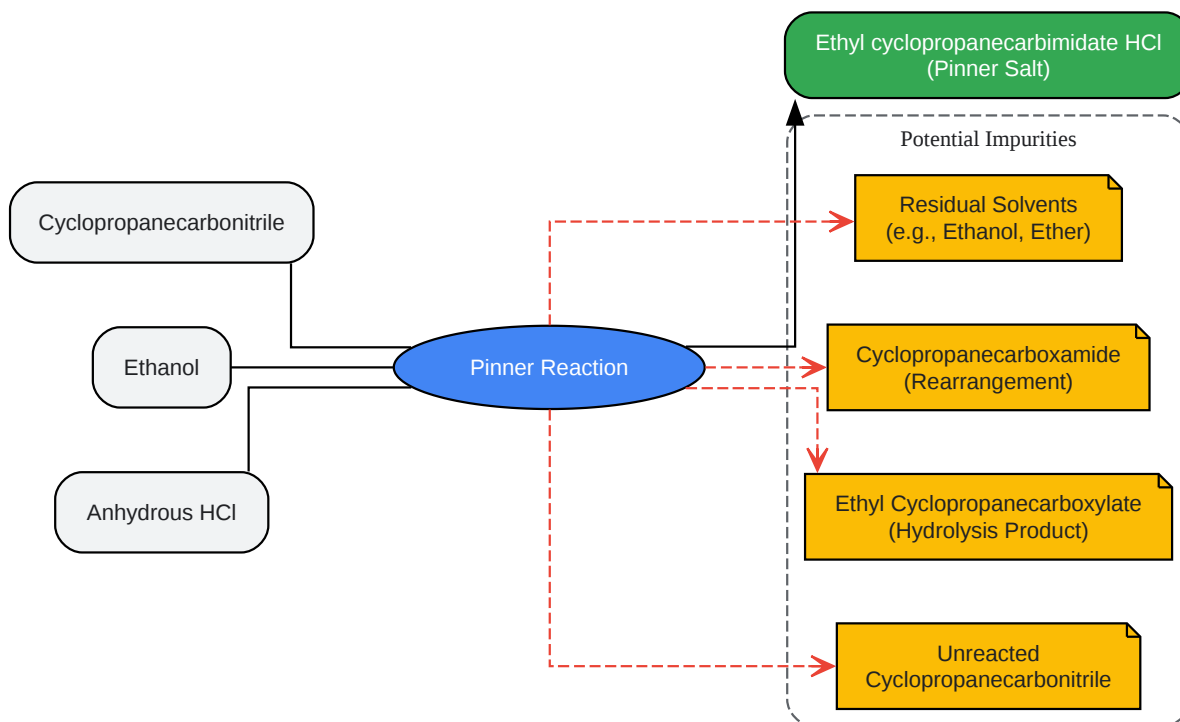 Ethyl cyclopropanecarbimidate HCl
(Pinner Salt)
Potential Impurities
Residual Solvents
(e.g., Ethanol, Ether)
Cyclopropanecarbonitrile
Ethanol
Pinner Reaction
Cyclopropanecarboxamide
(Rearrangement)
Anhydrous HCl
Ethyl Cyclopropanecarboxylate
(Hydrolysis Product)
Unreacted
Cyclopropanecarbonitrile